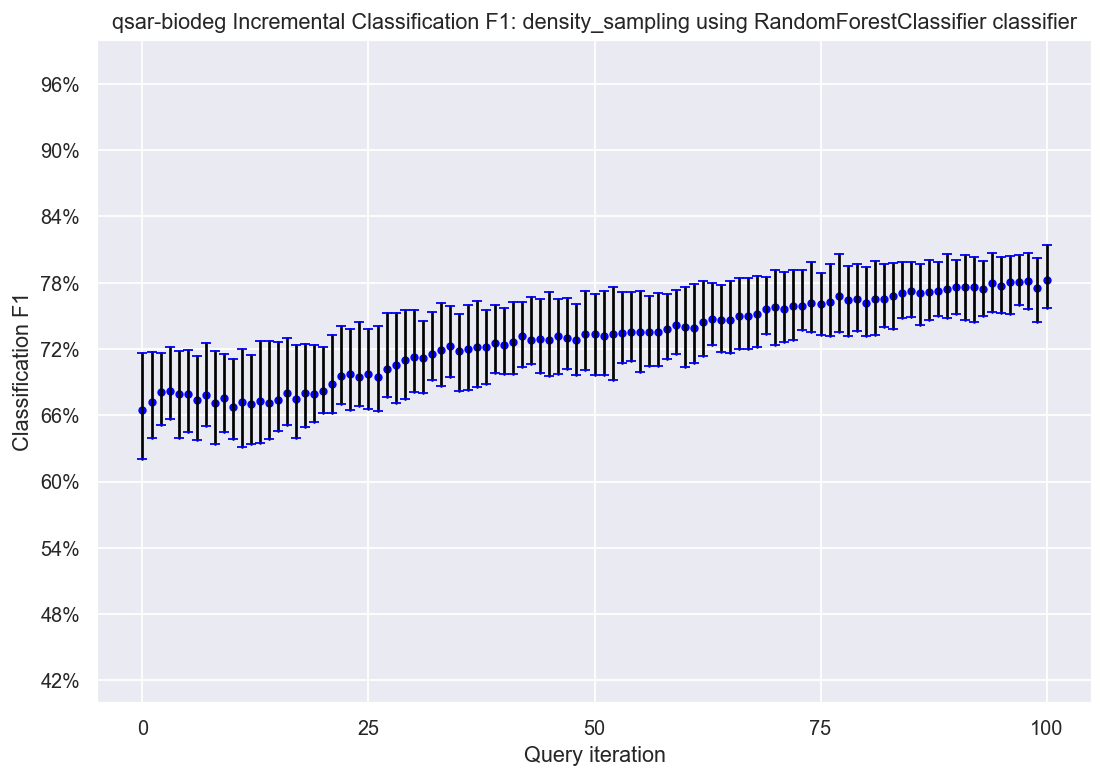 qsar-biodeg Incremental Classification F1: density_sampling using RandomForestClassifier classifier
96%
90%
84%
78%
72%
66%
60%
54%
48%
42%
Classification F1
0 25 50 75 100
Query iteration